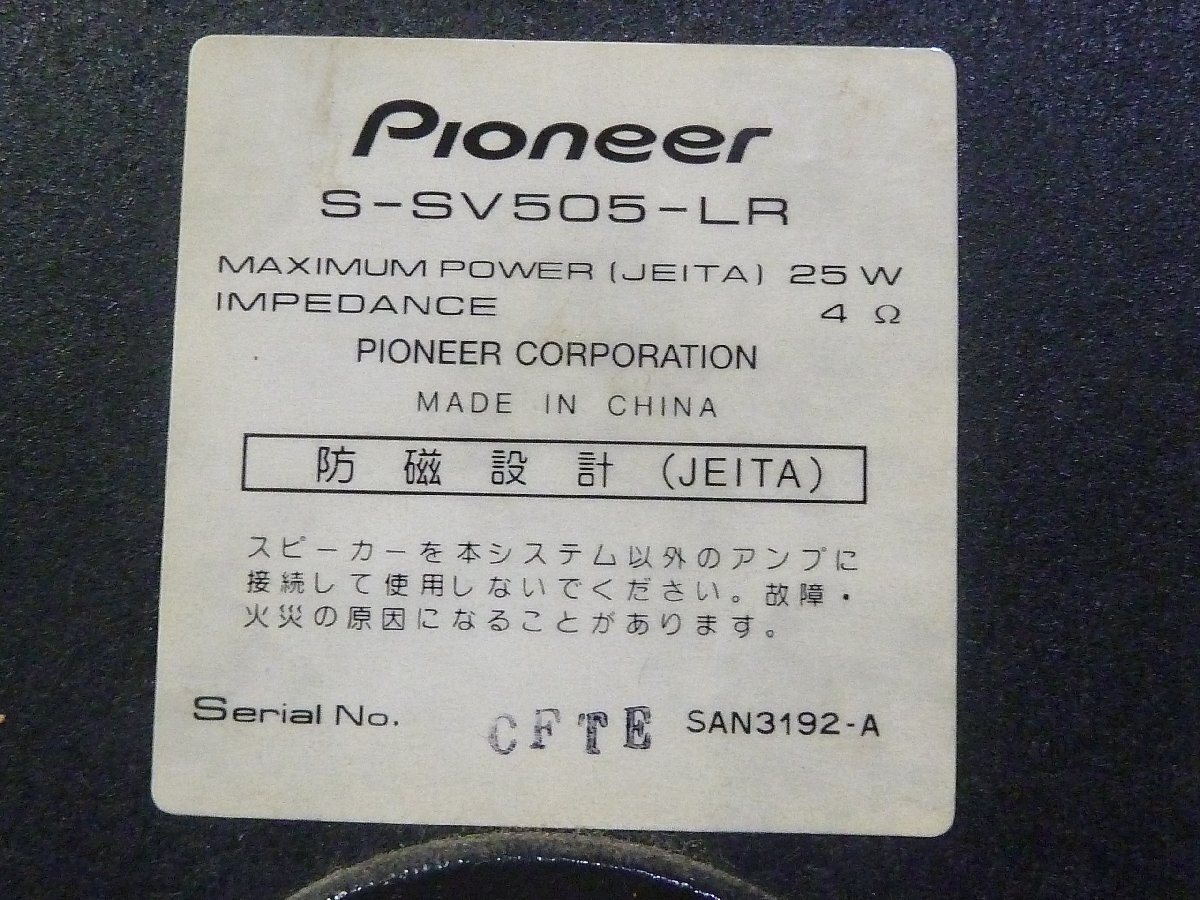 Pioneer
S-SV505-LR
MAXIMUM POWER (JEITA) 25 W
IMPEDANCE 4 Ω
PIONEER CORPORATION
MADE IN CHINA
防磁設計 (JEITA)
スピーカーを本システム以外のアンプに
接続して使用しないでください。故障・
火災の原因になることがあります。
Serial No. CFTE SAN3192-A